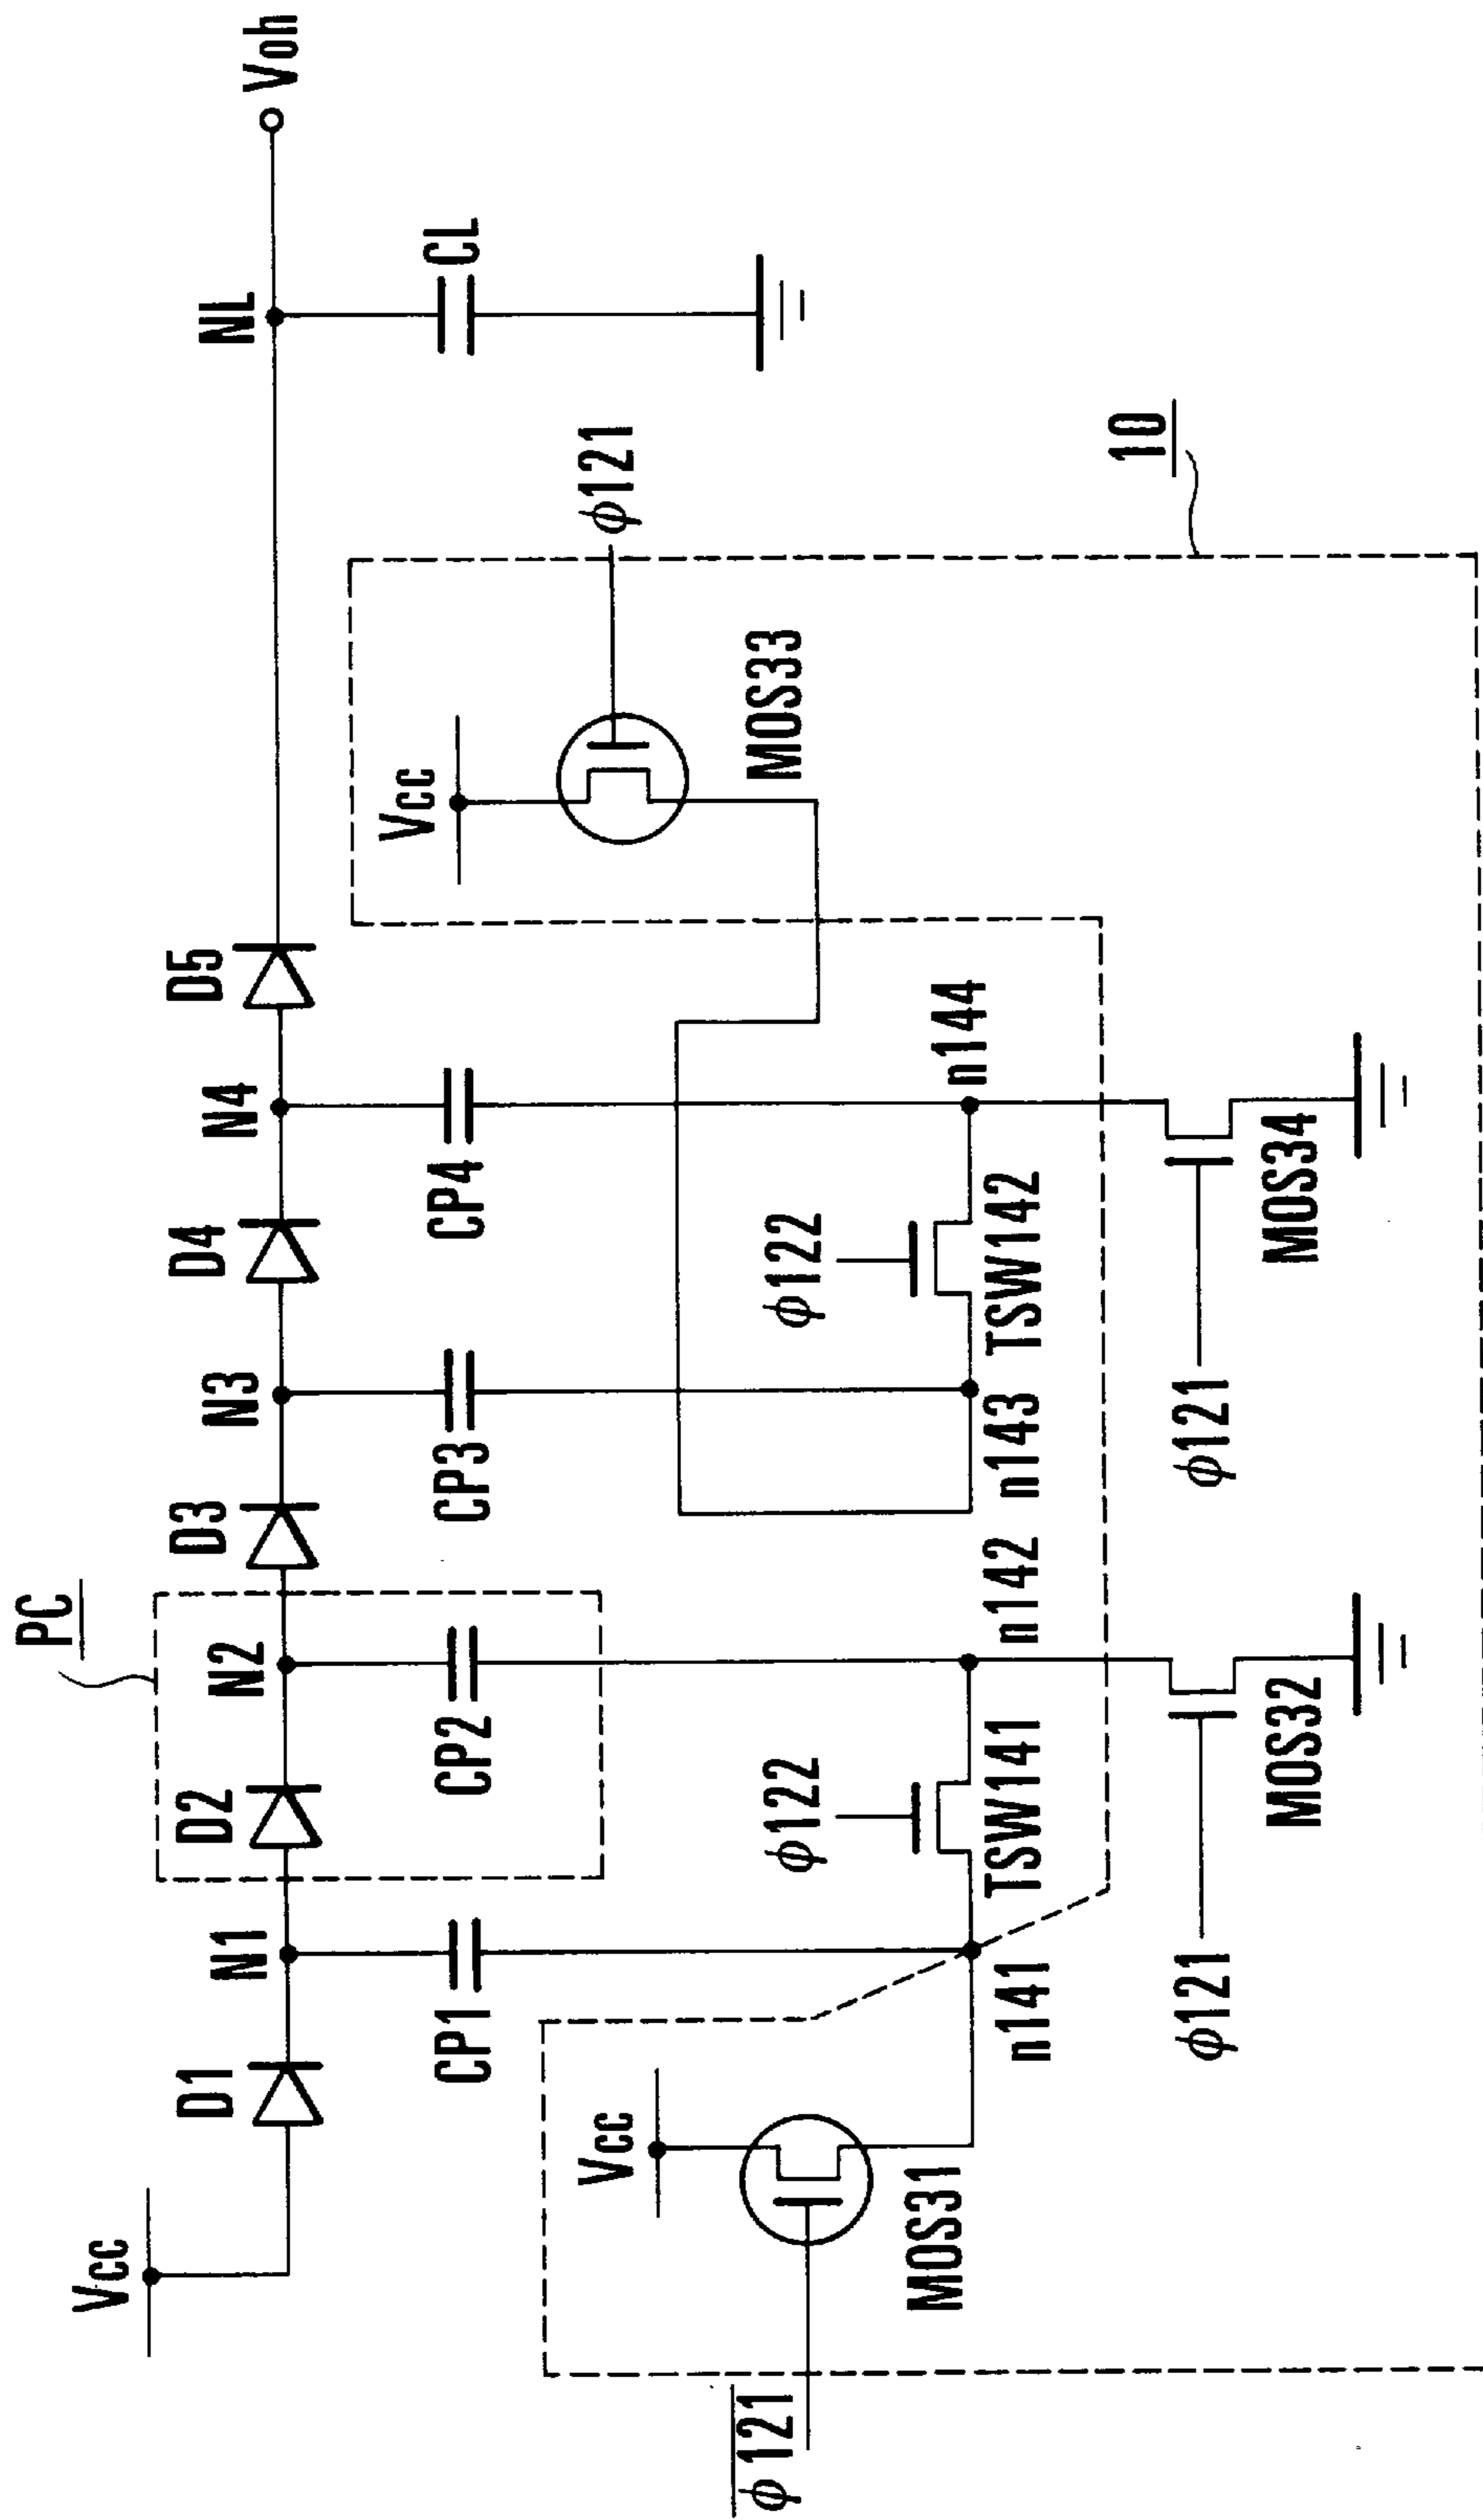 PC
D1
D2
D3
D4
D5
Vcc
N1
N2
N3
N4
NL
Voh
CP1
CP2
CP3
CP4
CL
Vcc
Vcc
φ121
φ122
φ122
10
MOS31
MOS33
n141
TSW141
n142
n143
TSW142
n144
φ121
φ121
φ121
MOS32
MOS34